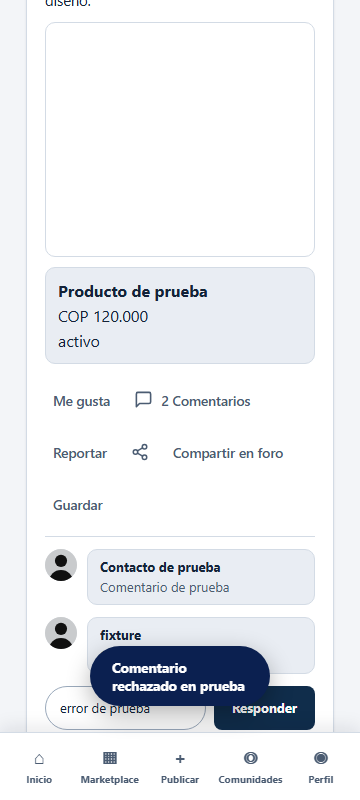 diseño.
Producto de prueba
COP 120.000
activo
Me gusta
2 Comentarios
Reportar
Compartir en foro
Guardar
Contacto de prueba
Comentario de prueba
fixture
Comentario
rechazado en prueba
error de prueba
Responder
Inicio
Marketplace
Publicar
Comunidades
Perfil